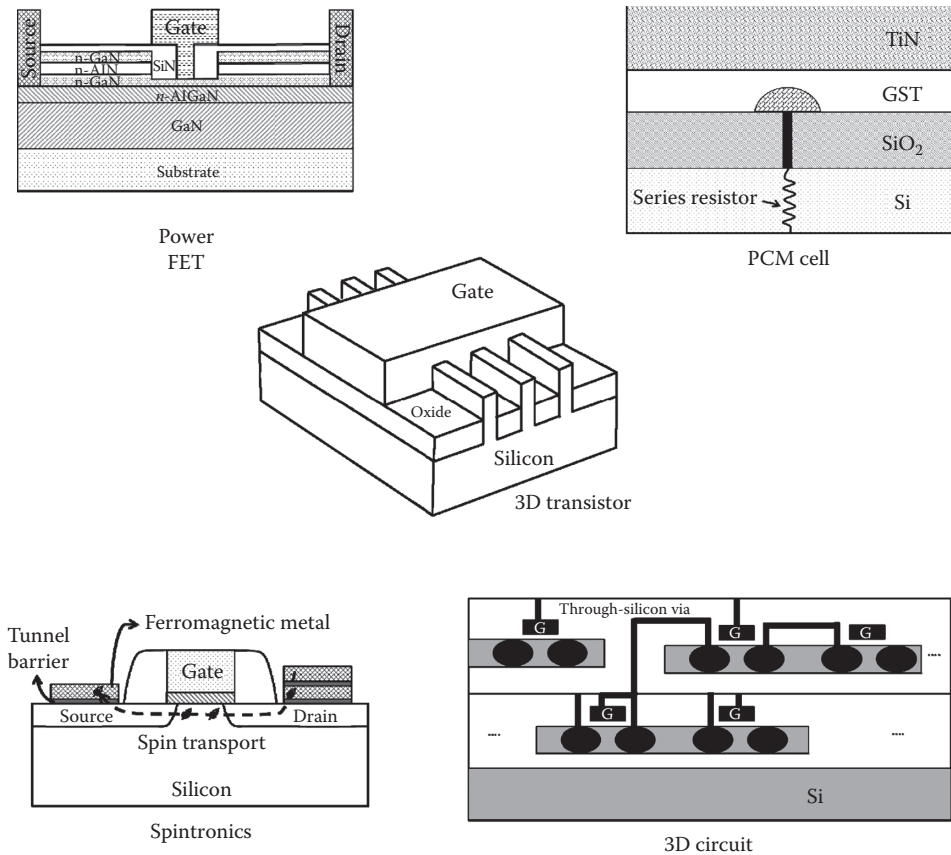 Source
Gate
Drain
n-GaN
n-AlN
n-GaN
SiN
n-AlGaN
GaN
Substrate
Power
FET
TiN
GST
SiO₂
Series resistor
Si
PCM cell
Gate
Oxide
Silicon
3D transistor
Tunnel
barrier
Ferromagnetic metal
Gate
Source
Drain
Spin transport
Silicon
Spintronics
Through-silicon via
G
G
G
....
....
G
G
....
Si
3D circuit